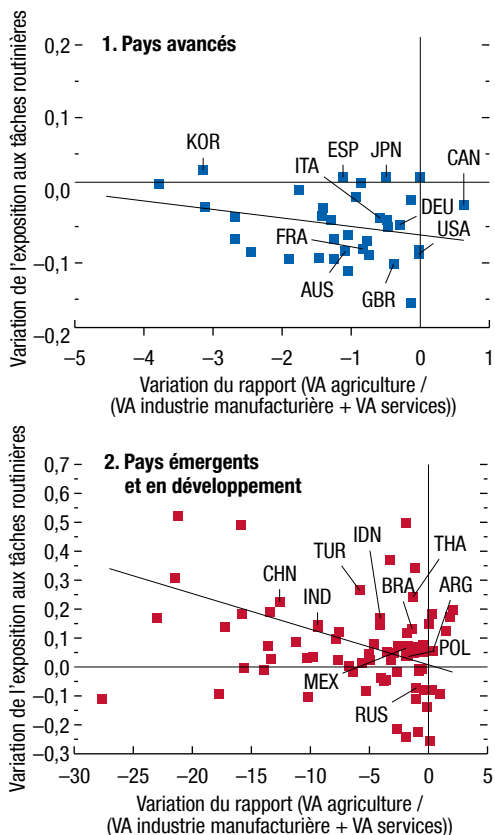 1. Pays avancés
Variation de l'exposition aux tâches routinières
0,2
0,1
0,0
–0,1
–0,2
KOR
ESP
JPN
CAN
ITA
DEU
USA
FRA
AUS
GBR
–5
–4
–3
–2
–1
0
1
Variation du rapport (VA agriculture /
(VA industrie manufacturière + VA services))
2. Pays émergents
et en développement
Variation de l'exposition aux tâches routinières
0,7
0,6
0,5
0,4
0,3
0,2
0,1
0,0
–0,1
–0,2
–0,3
IDN
TUR
THA
CHN
IND
BRA
ARG
POL
MEX
RUS
–30
–25
–20
–15
–10
–5
0
5
Variation du rapport (VA agriculture /
(VA industrie manufacturière + VA services))